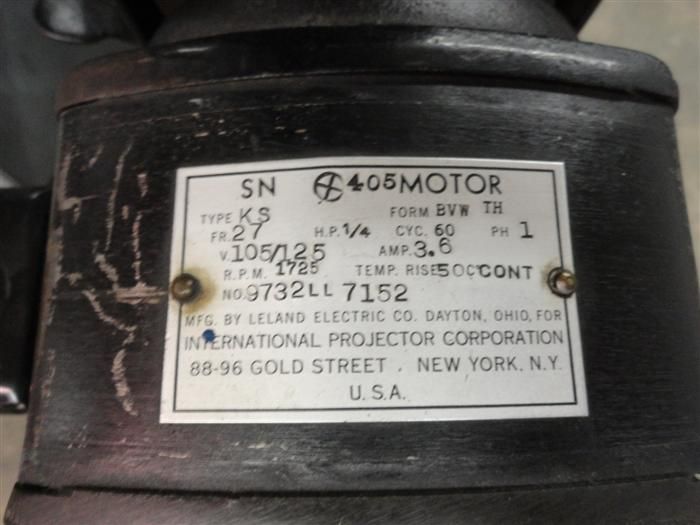 SN 405 MOTOR
TYPE KS FORM BVW TH
FR. 27 H.P. 1/4 CYC. 60 PH 1
V. 105/125 AMP. 3.6
R.P.M. 1725 TEMP. RISE 50C° CONT
NO. 9732LL 7152
MFG. BY LELAND ELECTRIC CO. DAYTON, OHIO, FOR
INTERNATIONAL PROJECTOR CORPORATION
88-96 GOLD STREET . NEW YORK, N.Y.
U.S.A.